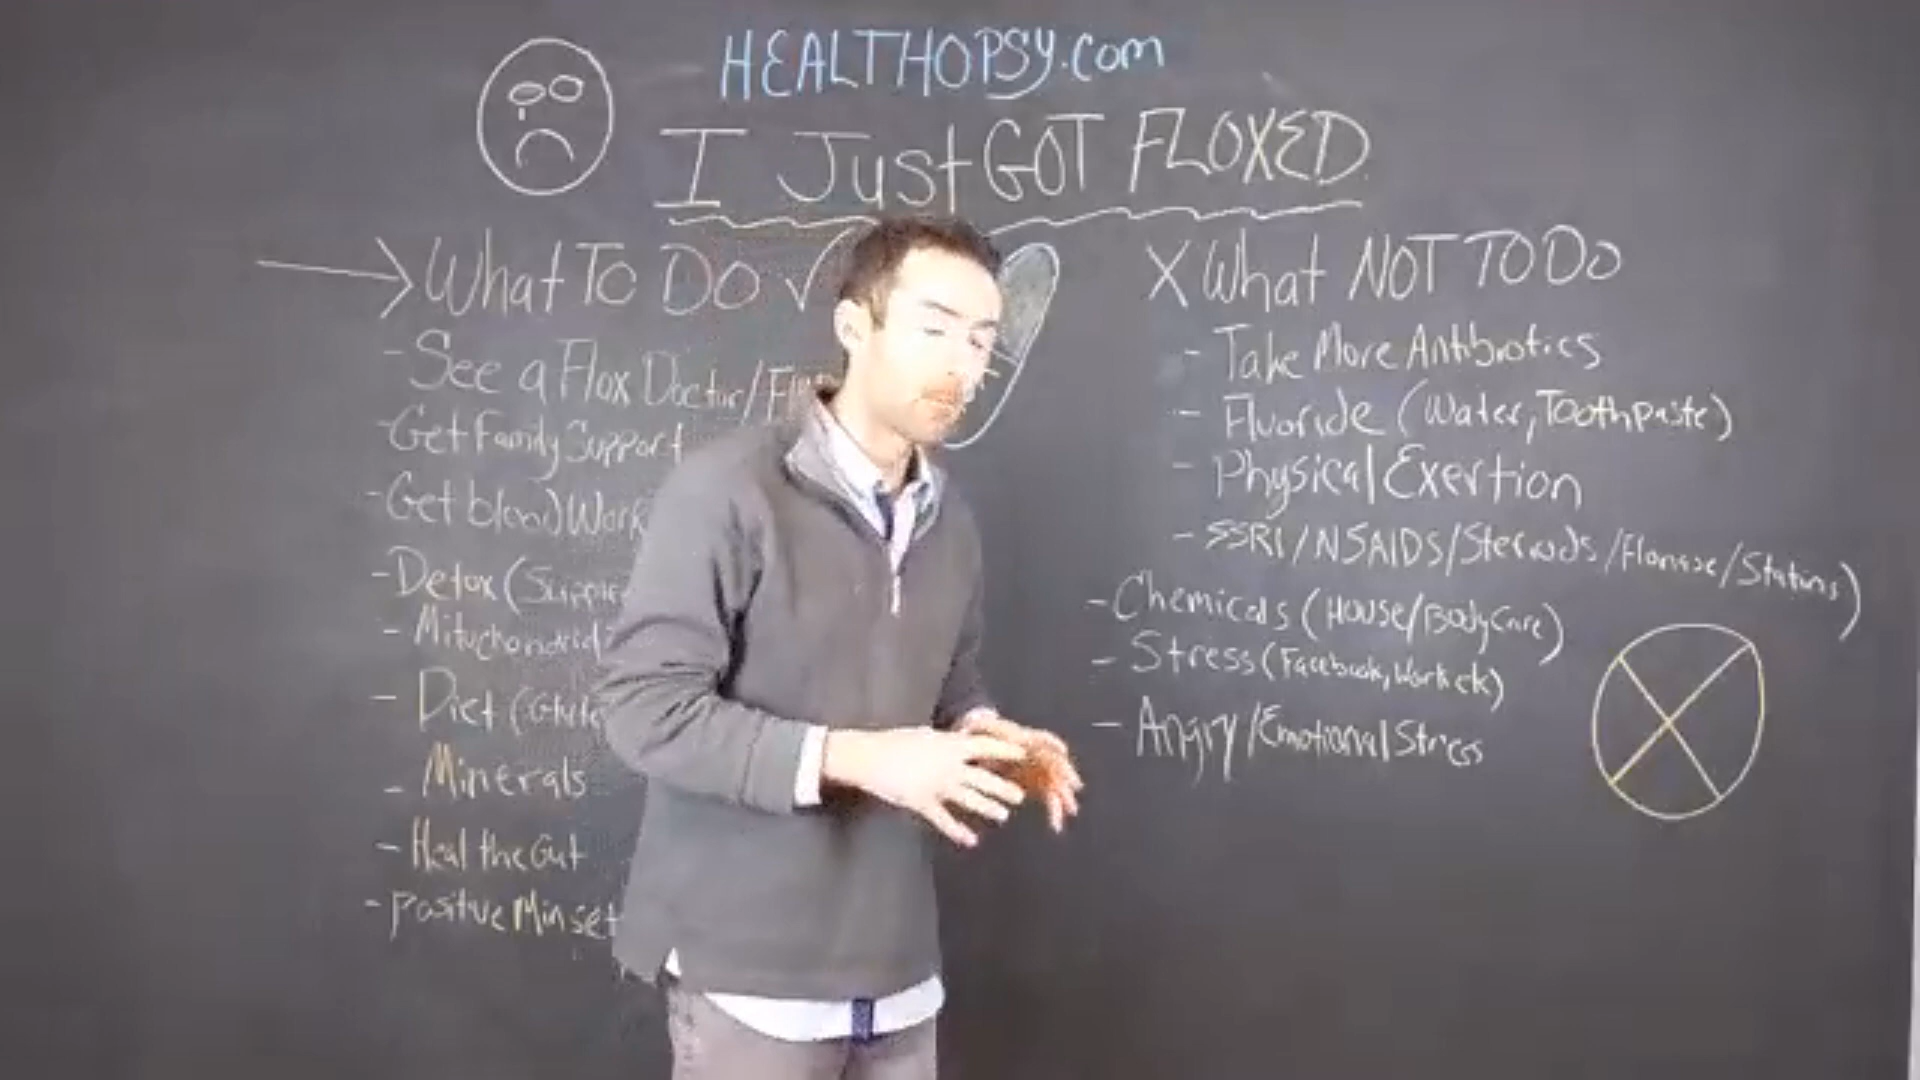 HEALTHOPSY.com
I Just GOT FLOXED
What To DO
- See a Flox Doctor/
- Get Family Support
- Get blood Work
- Detox (
-
- Diet (
- Minerals
- Heal the Gut
- Positive Minset
X What NOT TO DO
- Take More Antibiotics
- Fluoride (Water, Toothpaste)
- Physical Exertion
- SSRI/NSAIDS/Steroids/Flonase/Statins)
- Chemicals (House/Body Care)
- Stress (Facebook, Work
- Angry/Emotional Stress